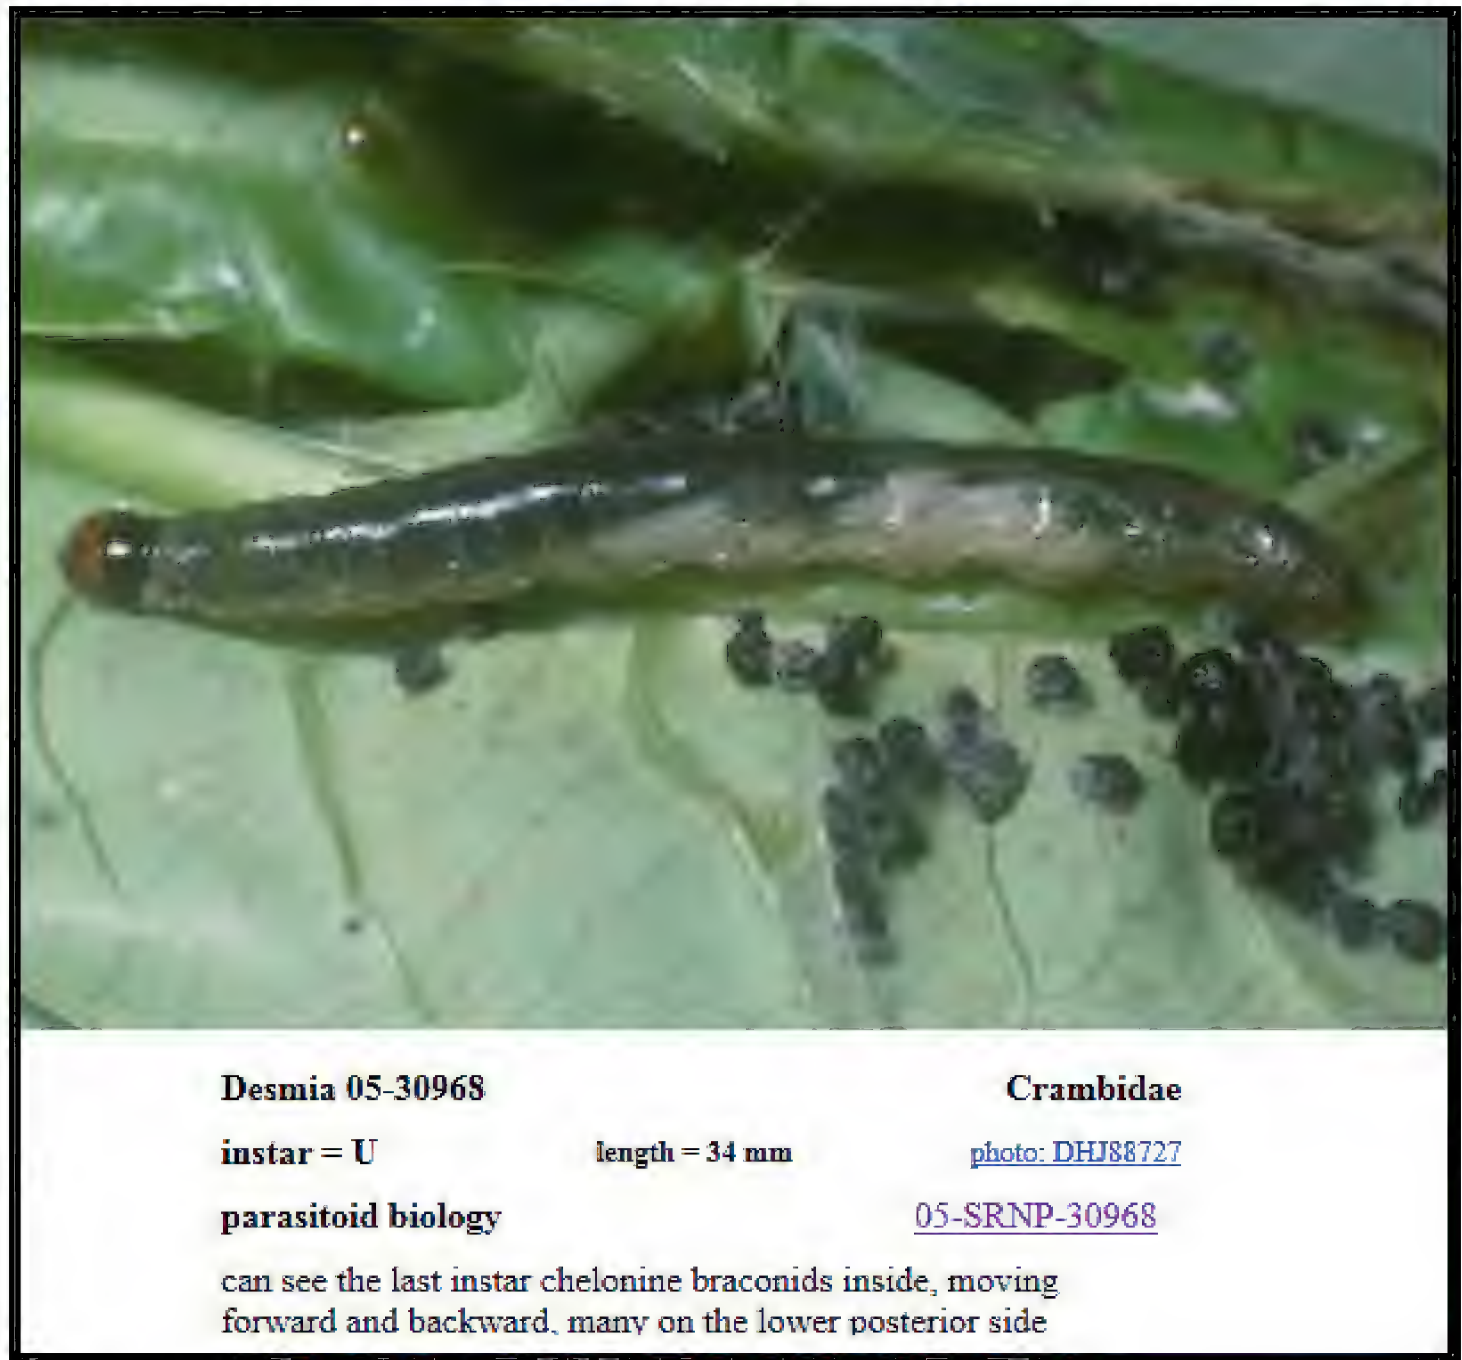 Desmia 05-30968 Crambidae
instar = U length = 34 mm photo: DHJ88727
parasitoid biology 05-SRNP-30968
can see the last instar chelonine braconids inside, moving
forward and backward, many on the lower posterior side